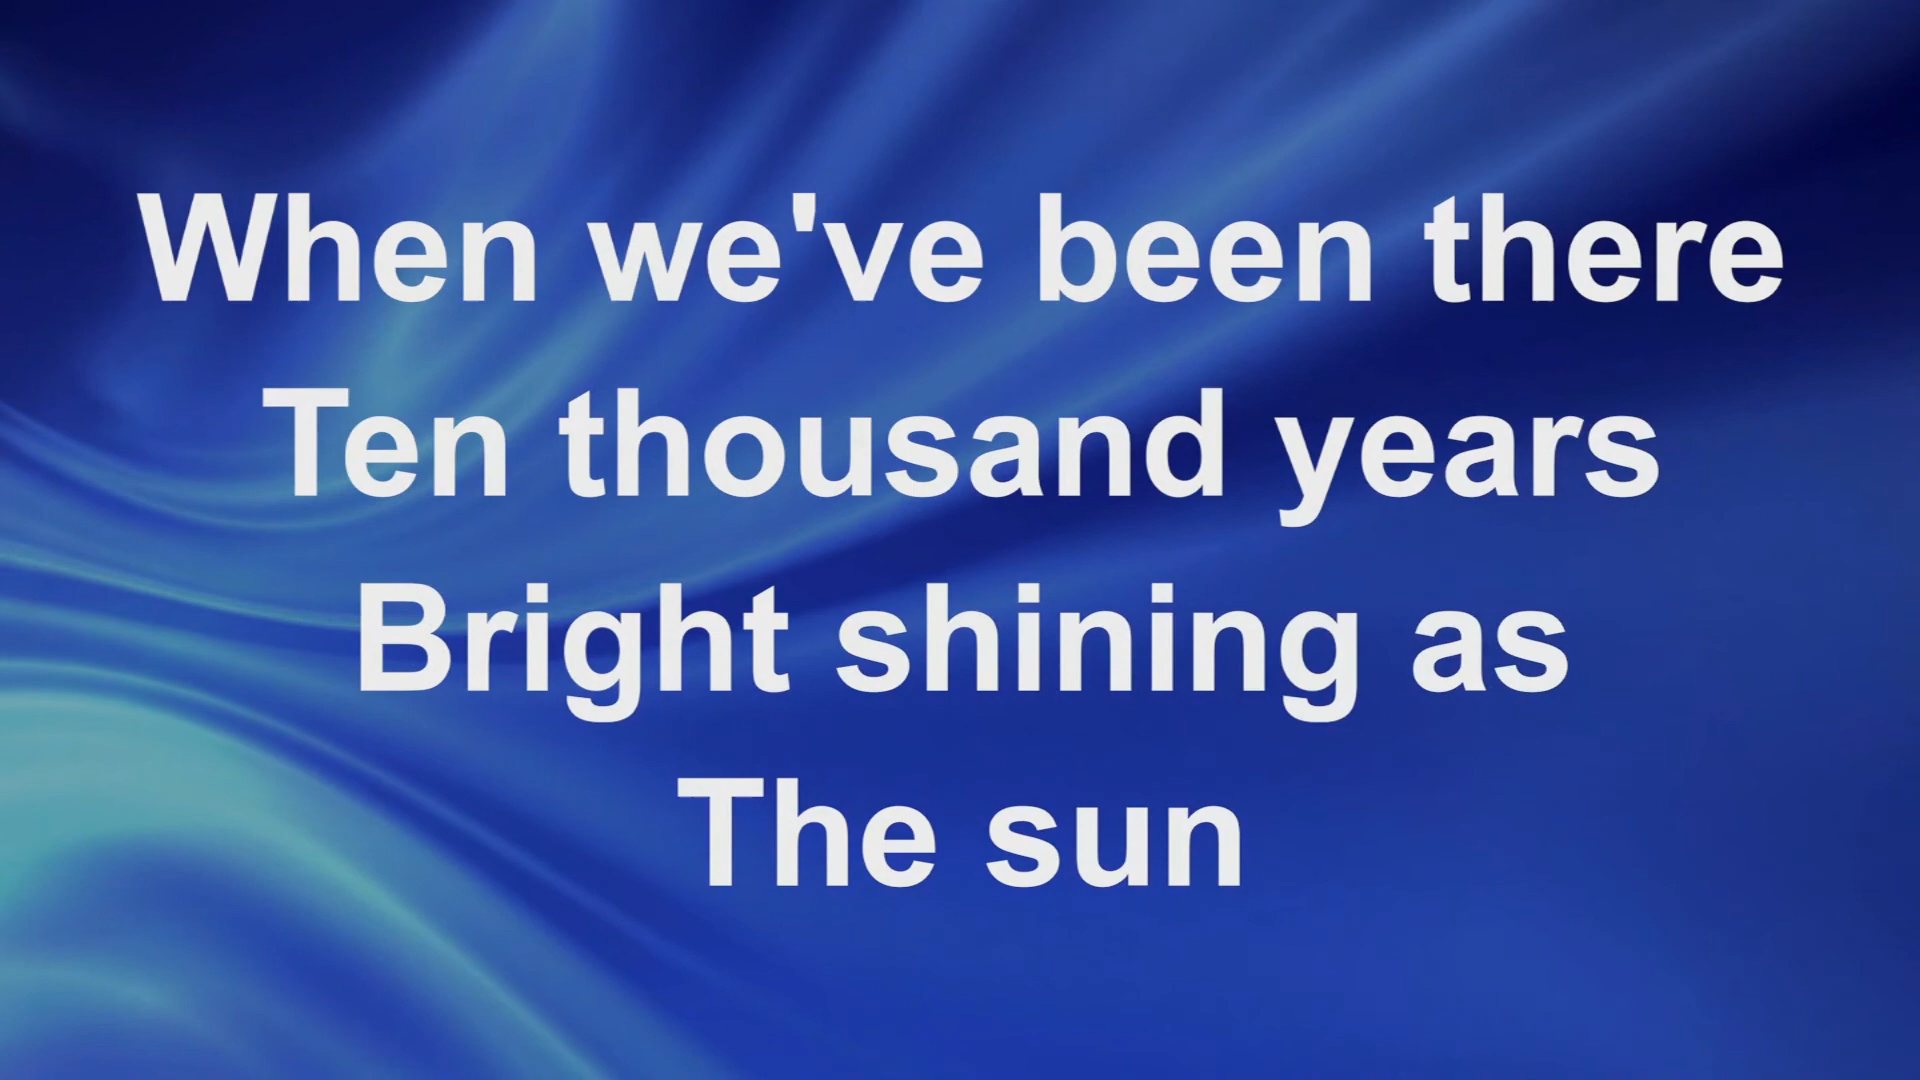 When we've been there
Ten thousand years
Bright shining as
The sun